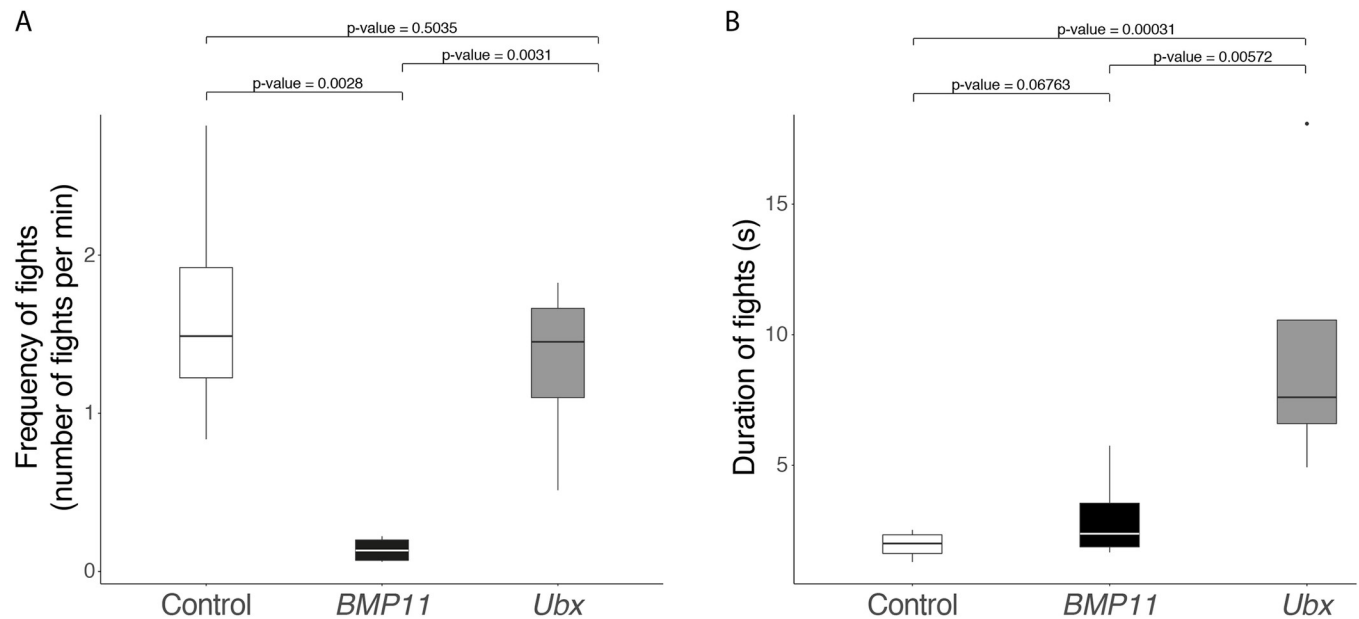 A
p-value = 0.5035
p-value = 0.0031
p-value = 0.0028
Frequency of fights
(number of fights per min)
2
1
0
Control
BMP11
Ubx
B
p-value = 0.00031
p-value = 0.00572
p-value = 0.06763
Duration of fights (s)
15
10
5
Control
BMP11
Ubx